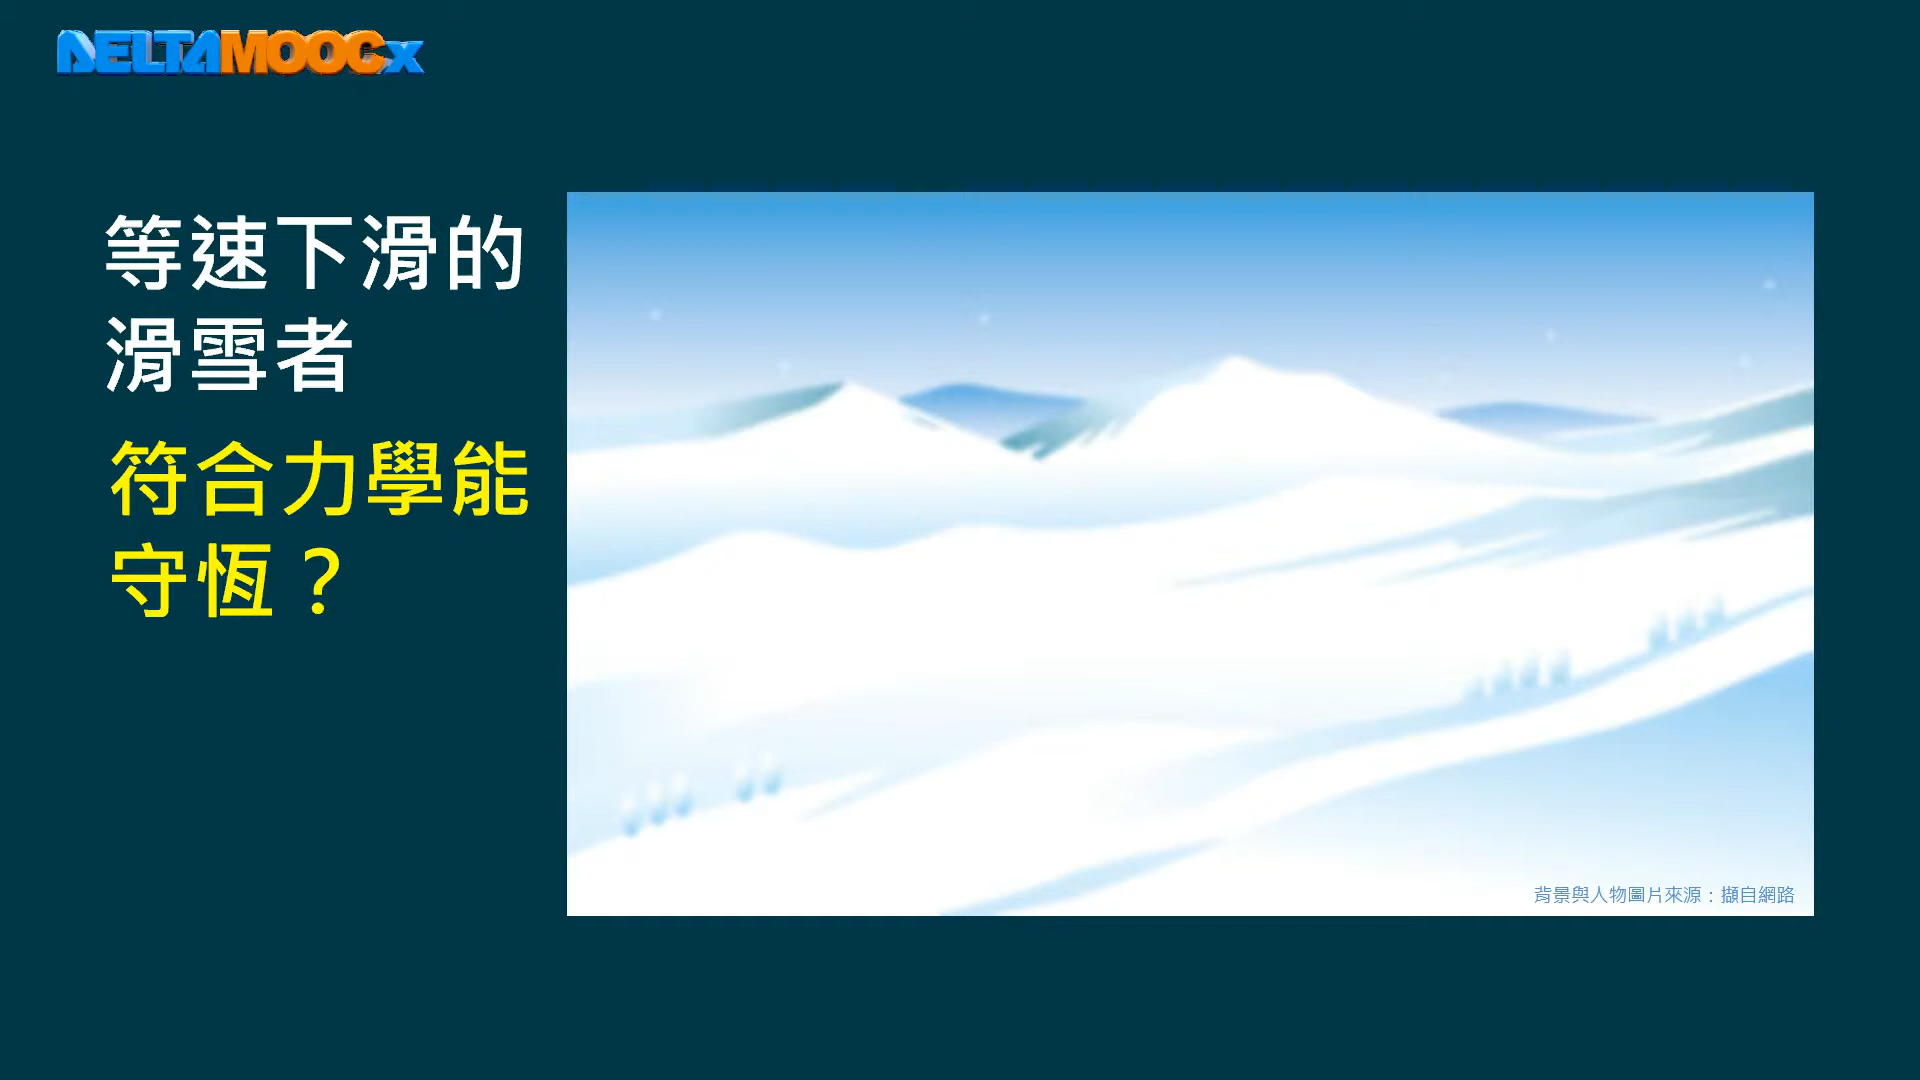 DELTAMOOCx
等速下滑的
滑雪者
符合力學能
守恆？
背景與人物圖片來源：擷自網路